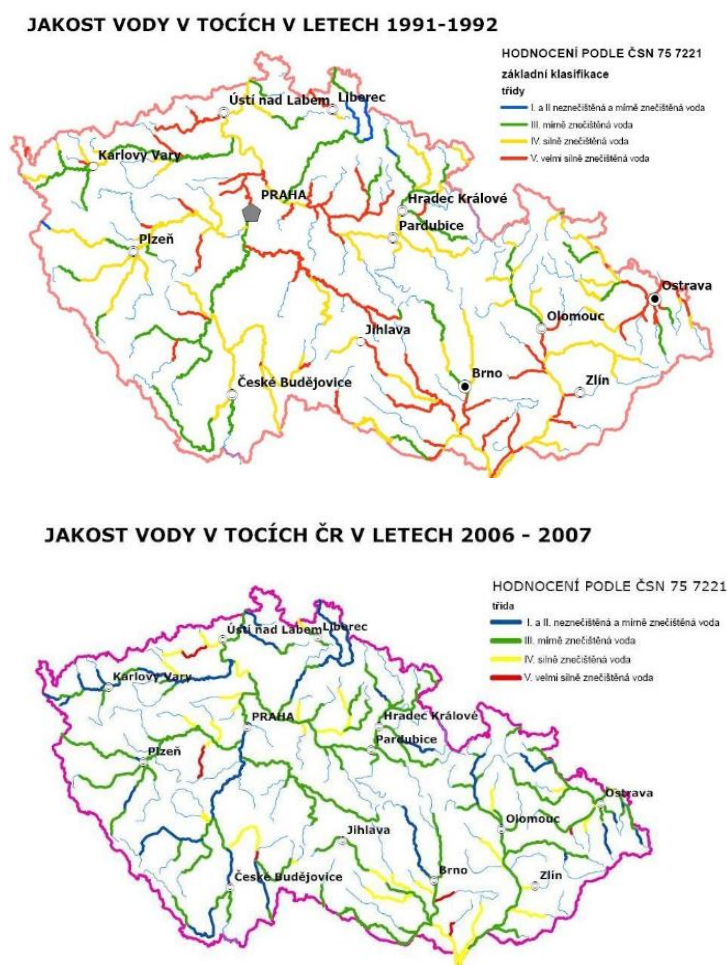 JAKOST VODY V TOCÍCH V LETECH 1991-1992
HODNOCENÍ PODLE ČSN 75 7221
základní klasifikace
třídy
I. a II neznečištěná a mírně znečištěná voda
III. mírně znečištěná voda
IV. silně znečištěná voda
V. velmi silně znečištěná voda
Ústí nad Labem
Liberec
Karlovy Vary
PRAHA
Hradec Králové
Pardubice
Plzeň
Ostrava
Olomouc
Jihlava
Brno
Zlín
České Budějovice
JAKOST VODY V TOCÍCH ČR V LETECH 2006 - 2007
HODNOCENÍ PODLE ČSN 75 7221
třída
I. a II. neznečištěná a mírně znečištěná voda
III. mírně znečištěná voda
IV. silně znečištěná voda
V. velmi silně znečištěná voda
Ústí nad Labem
Liberec
Karlovy Vary
PRAHA
Hradec Králové
Pardubice
Plzeň
Ostrava
Olomouc
Jihlava
Brno
Zlín
České Budějovice